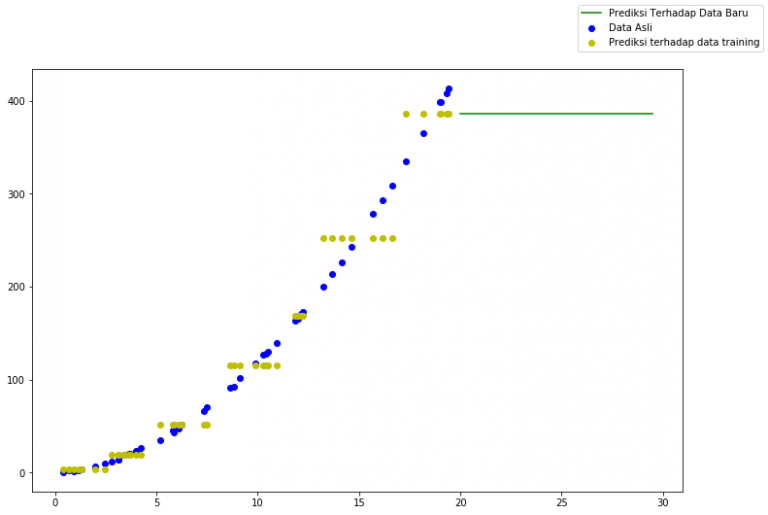 Prediksi Terhadap Data Baru
Data Asli
Prediksi terhadap data training
400
300
200
100
0
0 5 10 15 20 25 30